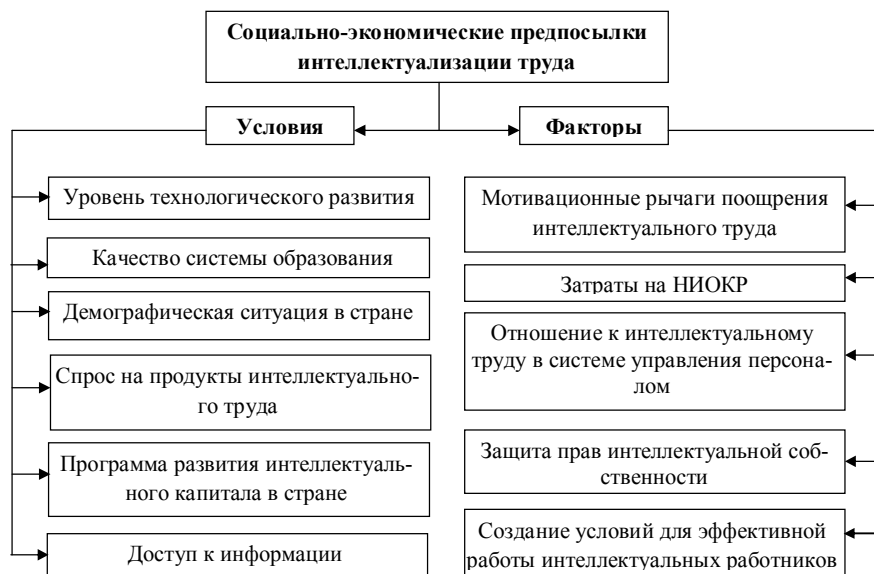 Социально-экономические предпосылки
интеллектуализации труда
Условия
Факторы
Уровень технологического развития
Качество системы образования
Демографическая ситуация в стране
Спрос на продукты интеллектуально-
го труда
Программа развития интеллектуаль-
ного капитала в стране
Доступ к информации
Мотивационные рычаги поощрения
интеллектуального труда
Затраты на НИОКР
Отношение к интеллектуальному
труду в системе управления персона-
лом
Защита прав интеллектуальной соб-
ственности
Создание условий для эффективной
работы интеллектуальных работников